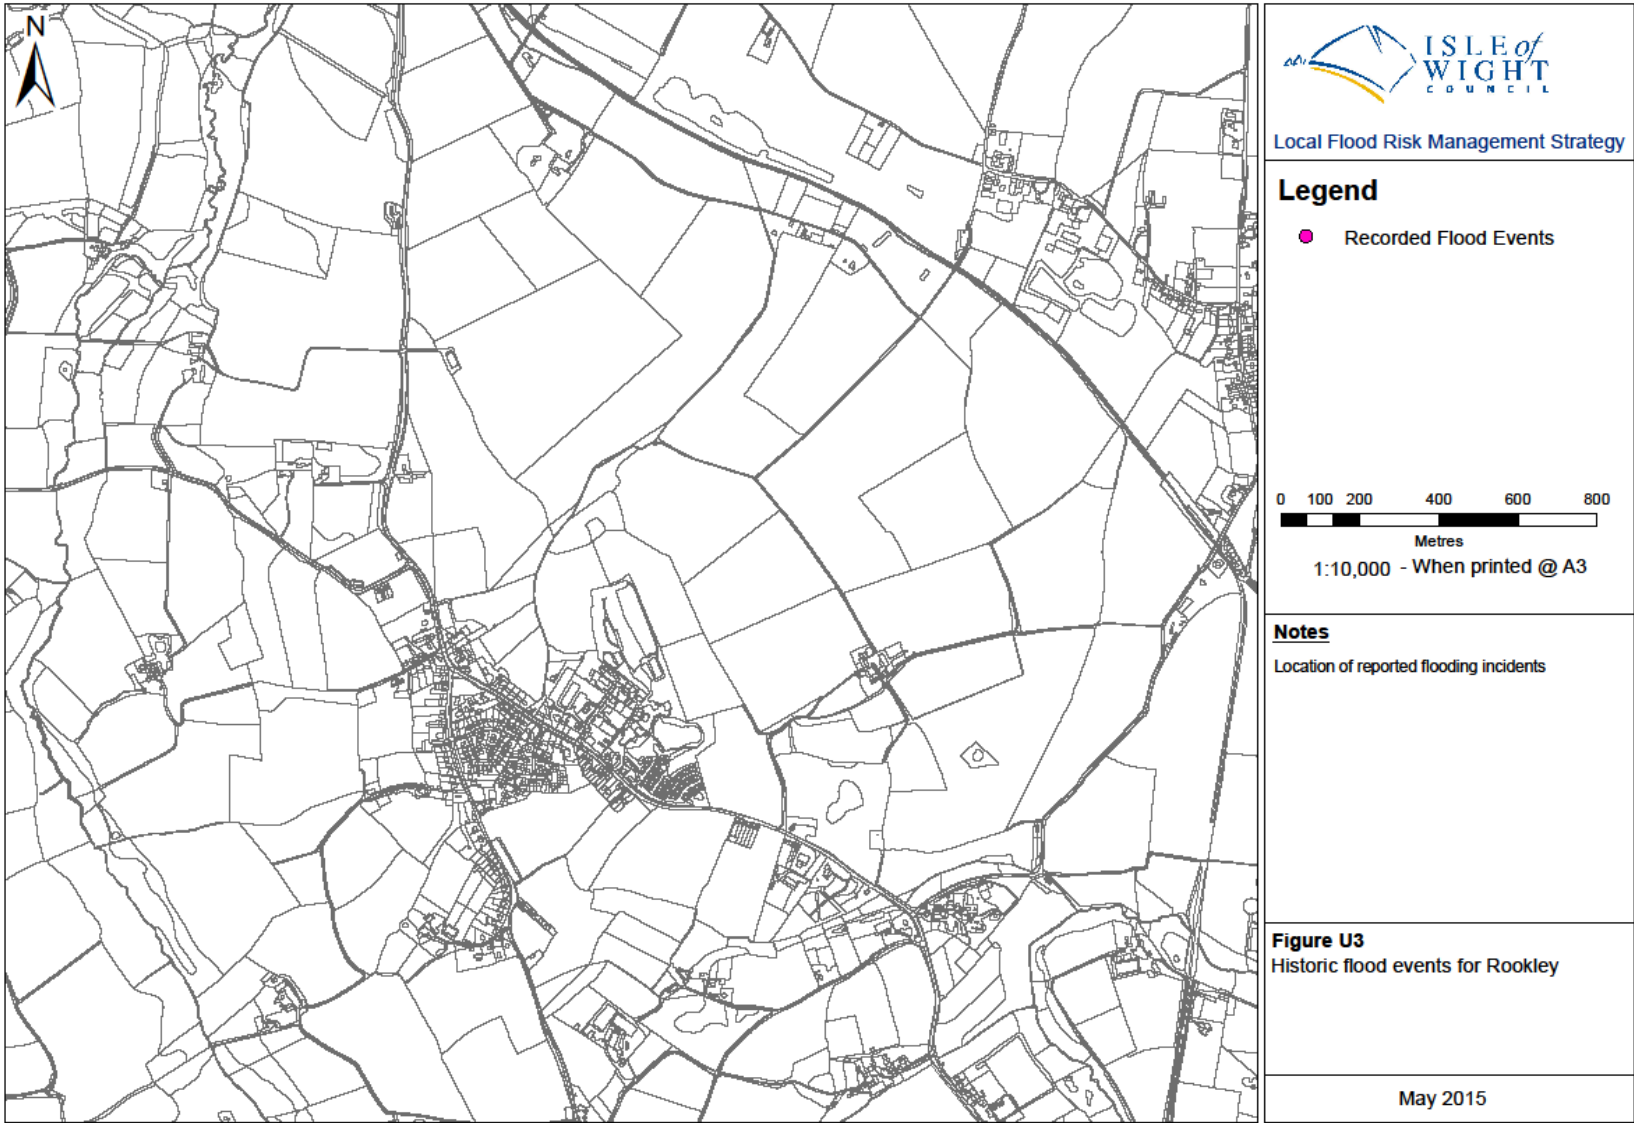 N
ISLE of
WIGHT
COUNCIL
Local Flood Risk Management Strategy
Legend
Recorded Flood Events
0 100 200 400 600 800
Metres
1:10,000 - When printed @ A3
Notes
Location of reported flooding incidents
Figure U3
Historic flood events for Rookley
May 2015